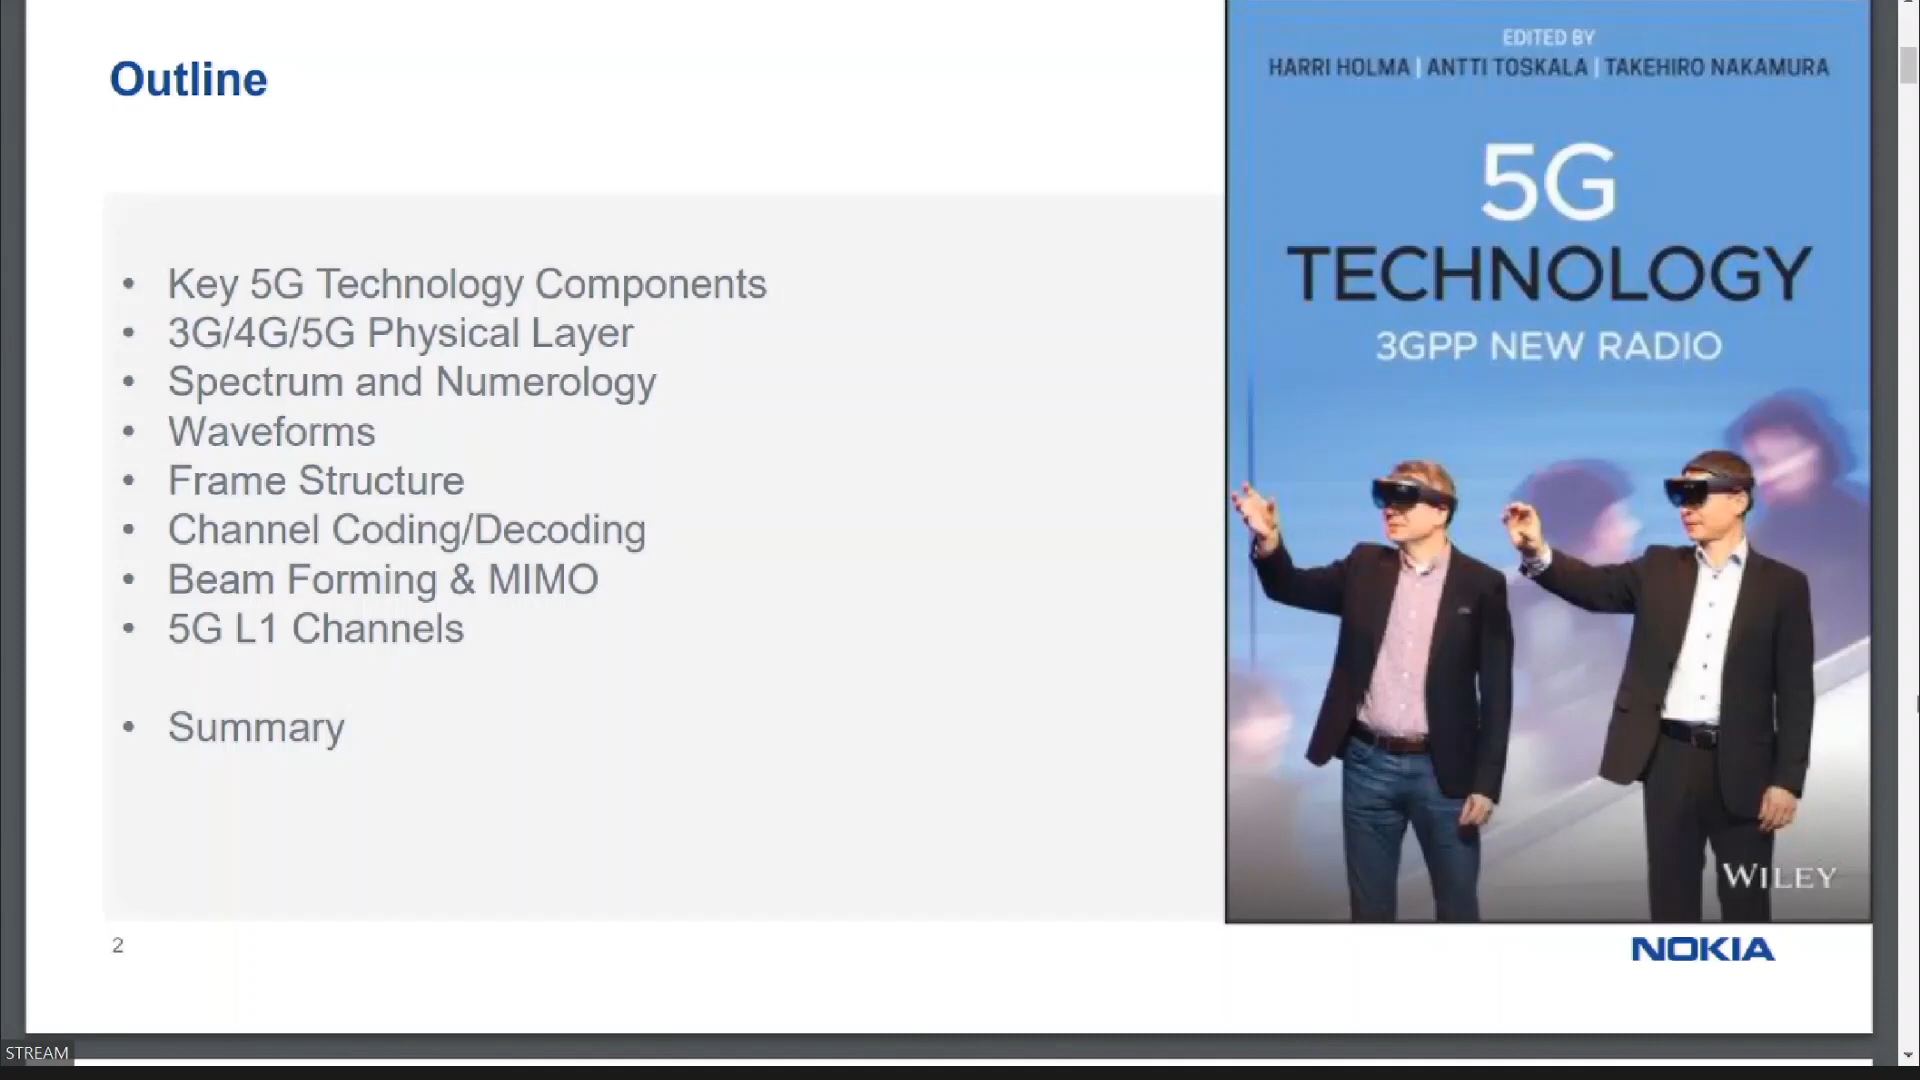 Outline
• Key 5G Technology Components
• 3G/4G/5G Physical Layer
• Spectrum and Numerology
• Waveforms
• Frame Structure
• Channel Coding/Decoding
• Beam Forming & MIMO
• 5G L1 Channels
• Summary
2
EDITED BY
HARRI HOLMA | ANTTI TOSKALA | TAKEHIRO NAKAMURA
5G
TECHNOLOGY
3GPP NEW RADIO
WILEY
NOKIA
STREAM